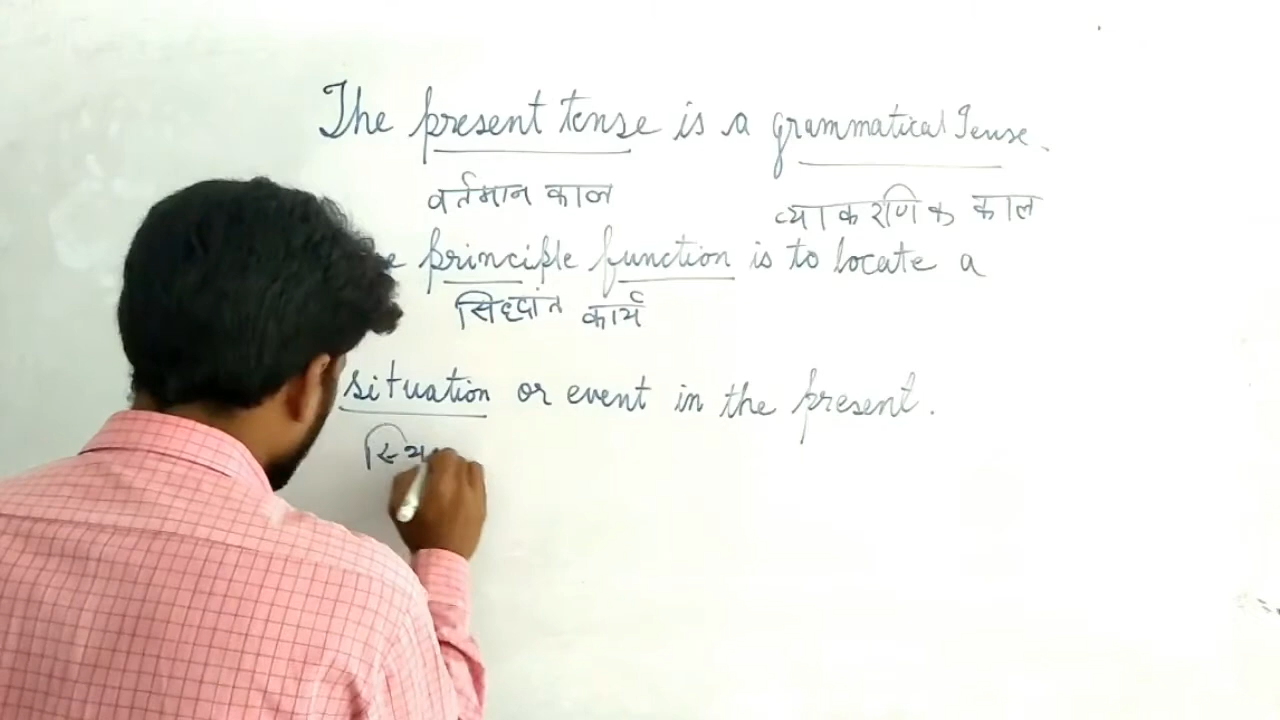 The present tense is a grammatical Tense.
वर्तमान काल व्याकरणिक काल
principle function is to locate a
सिद्धांत कार्य
situation or event in the present.